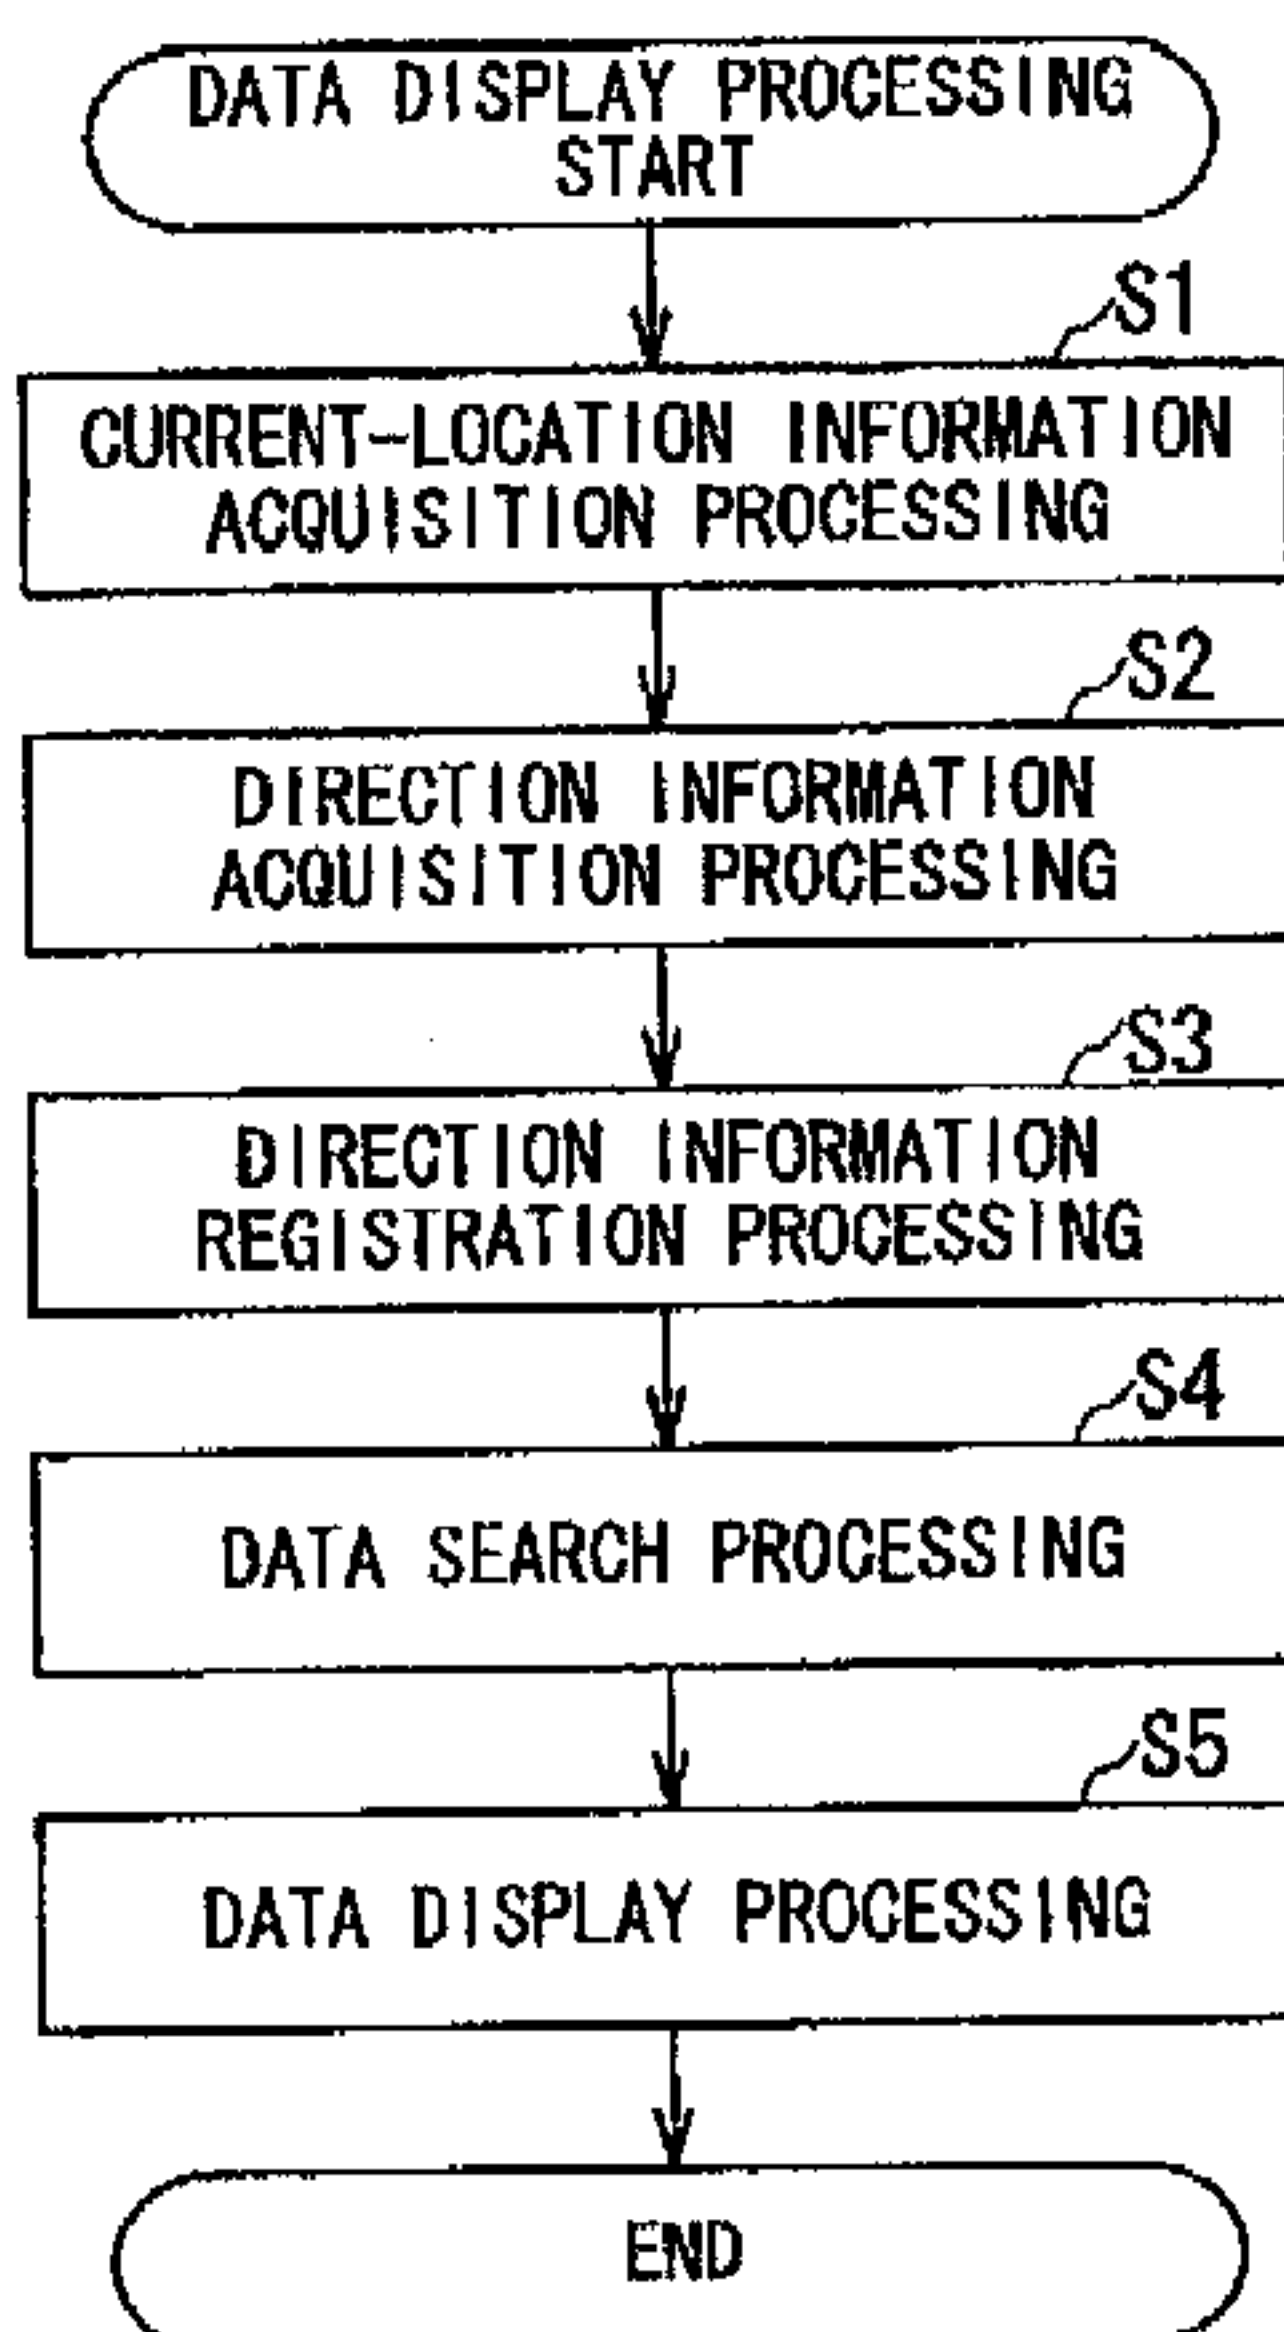 DATA DISPLAY PROCESSING
START
S1
CURRENT-LOCATION INFORMATION
ACQUISITION PROCESSING
S2
DIRECTION INFORMATION
ACQUISITION PROCESSING
S3
DIRECTION INFORMATION
REGISTRATION PROCESSING
S4
DATA SEARCH PROCESSING
S5
DATA DISPLAY PROCESSING
END